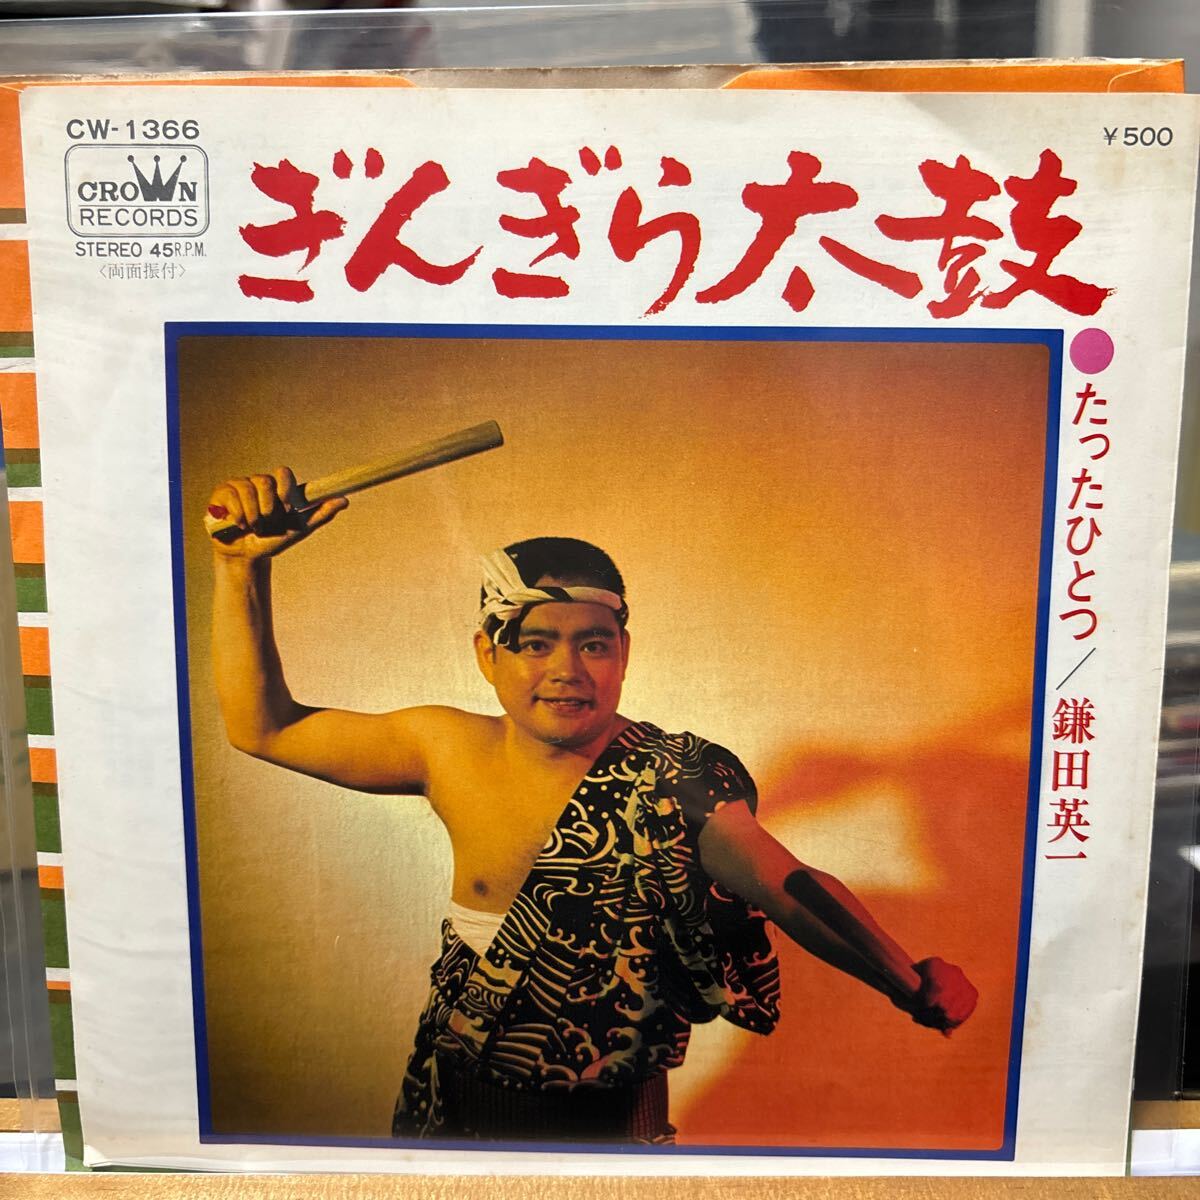 CW-1366
CROWN
RECORDS
STEREO 45R.P.M.
〈両面振付〉
¥500
ぎんぎら太鼓
●たったひとつ/鎌田英一